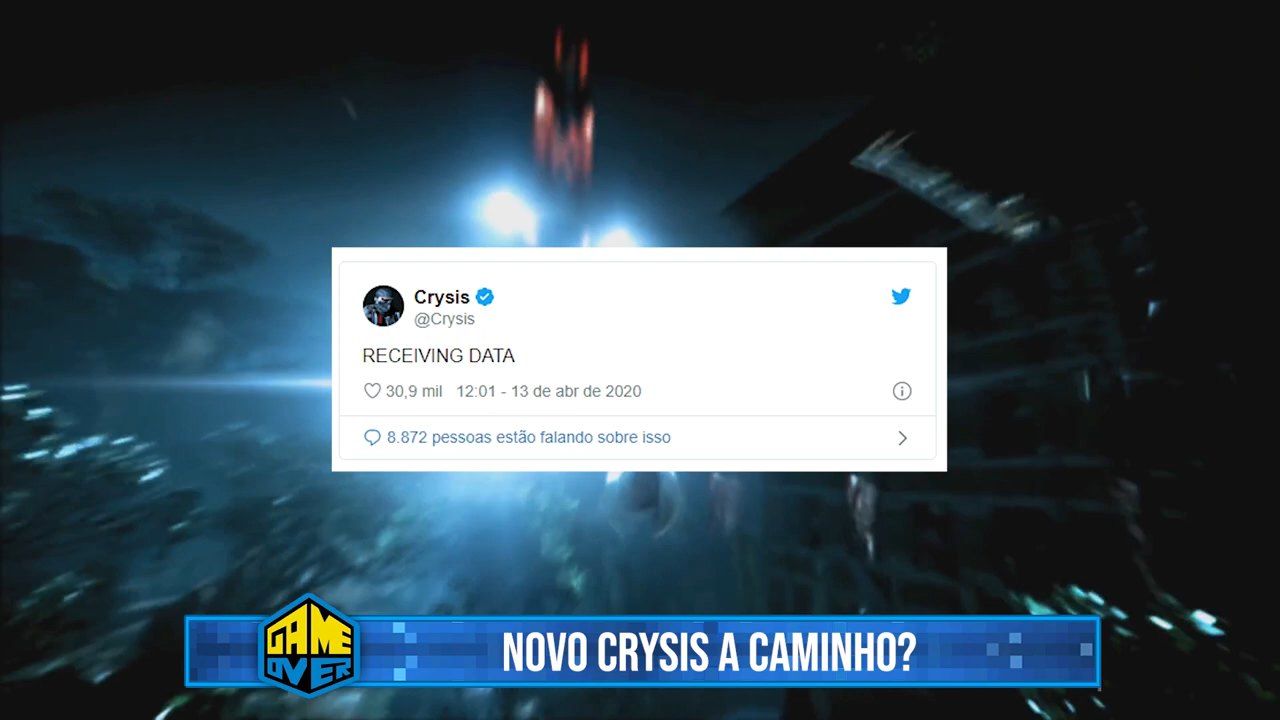 Crysis
@Crysis
RECEIVING DATA
30,9 mil 12:01 - 13 de abr de 2020
8.872 pessoas estão falando sobre isso
GAME
OVER
NOVO CRYSIS A CAMINHO?